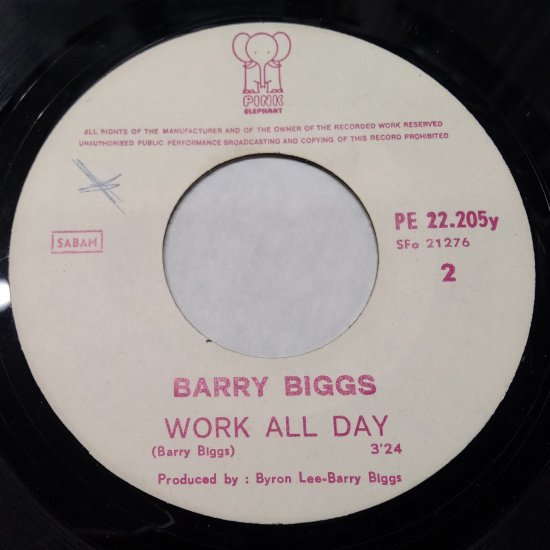 PINK
ELEPHANT
ALL RIGHTS OF THE MANUFACTURER AND OF THE OWNER OF THE RECORDED WORK RESERVED
UNAUTHORISED PUBLIC PERFORMANCE BROADCASTING AND COPYING OF THIS RECORD PROHIBITED
SABAM
PE 22.205y
SFo 21276
2
BARRY BIGGS
WORK ALL DAY
(Barry Biggs) 3'24
Produced by : Byron Lee-Barry Biggs